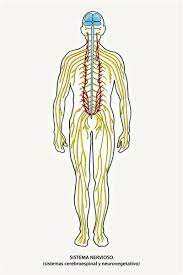 SISTEMA NERVIOSO
(sistemas cerebroespinal y neurovegetativo)